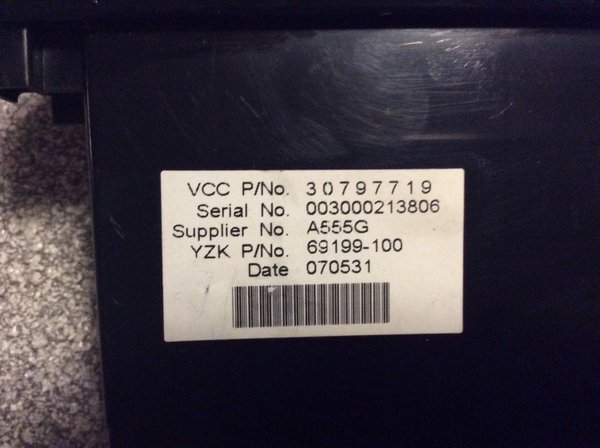 VCC P/No. 30797719
Serial No. 003000213806
Supplier No. A555G
YZK P/No. 69199-100
Date 070531